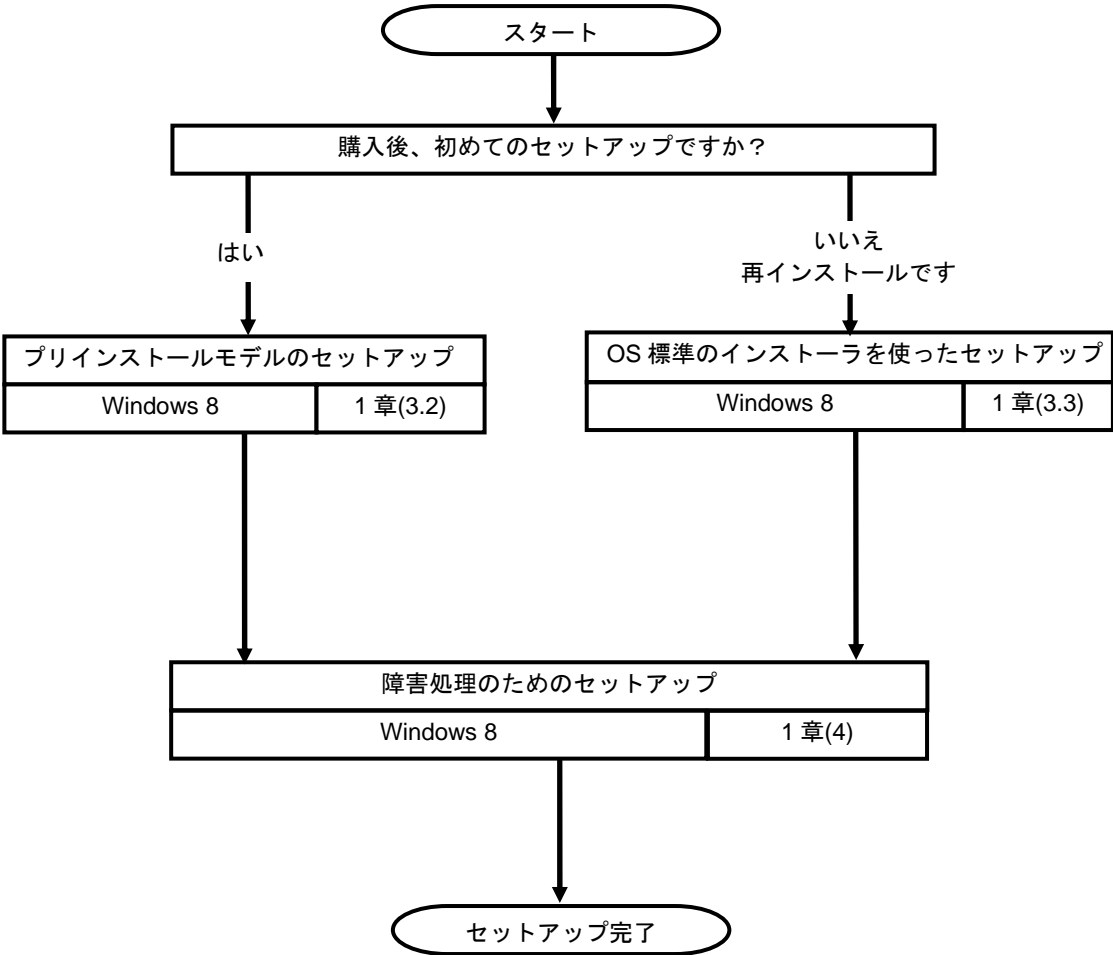 スタート
購入後、初めてのセットアップですか？
はい
いいえ
再インストールです
プリインストールモデルのセットアップ
Windows 8
1 章(3.2)
OS 標準のインストーラを使ったセットアップ
Windows 8
1 章(3.3)
障害処理のためのセットアップ
Windows 8
1 章(4)
セットアップ完了